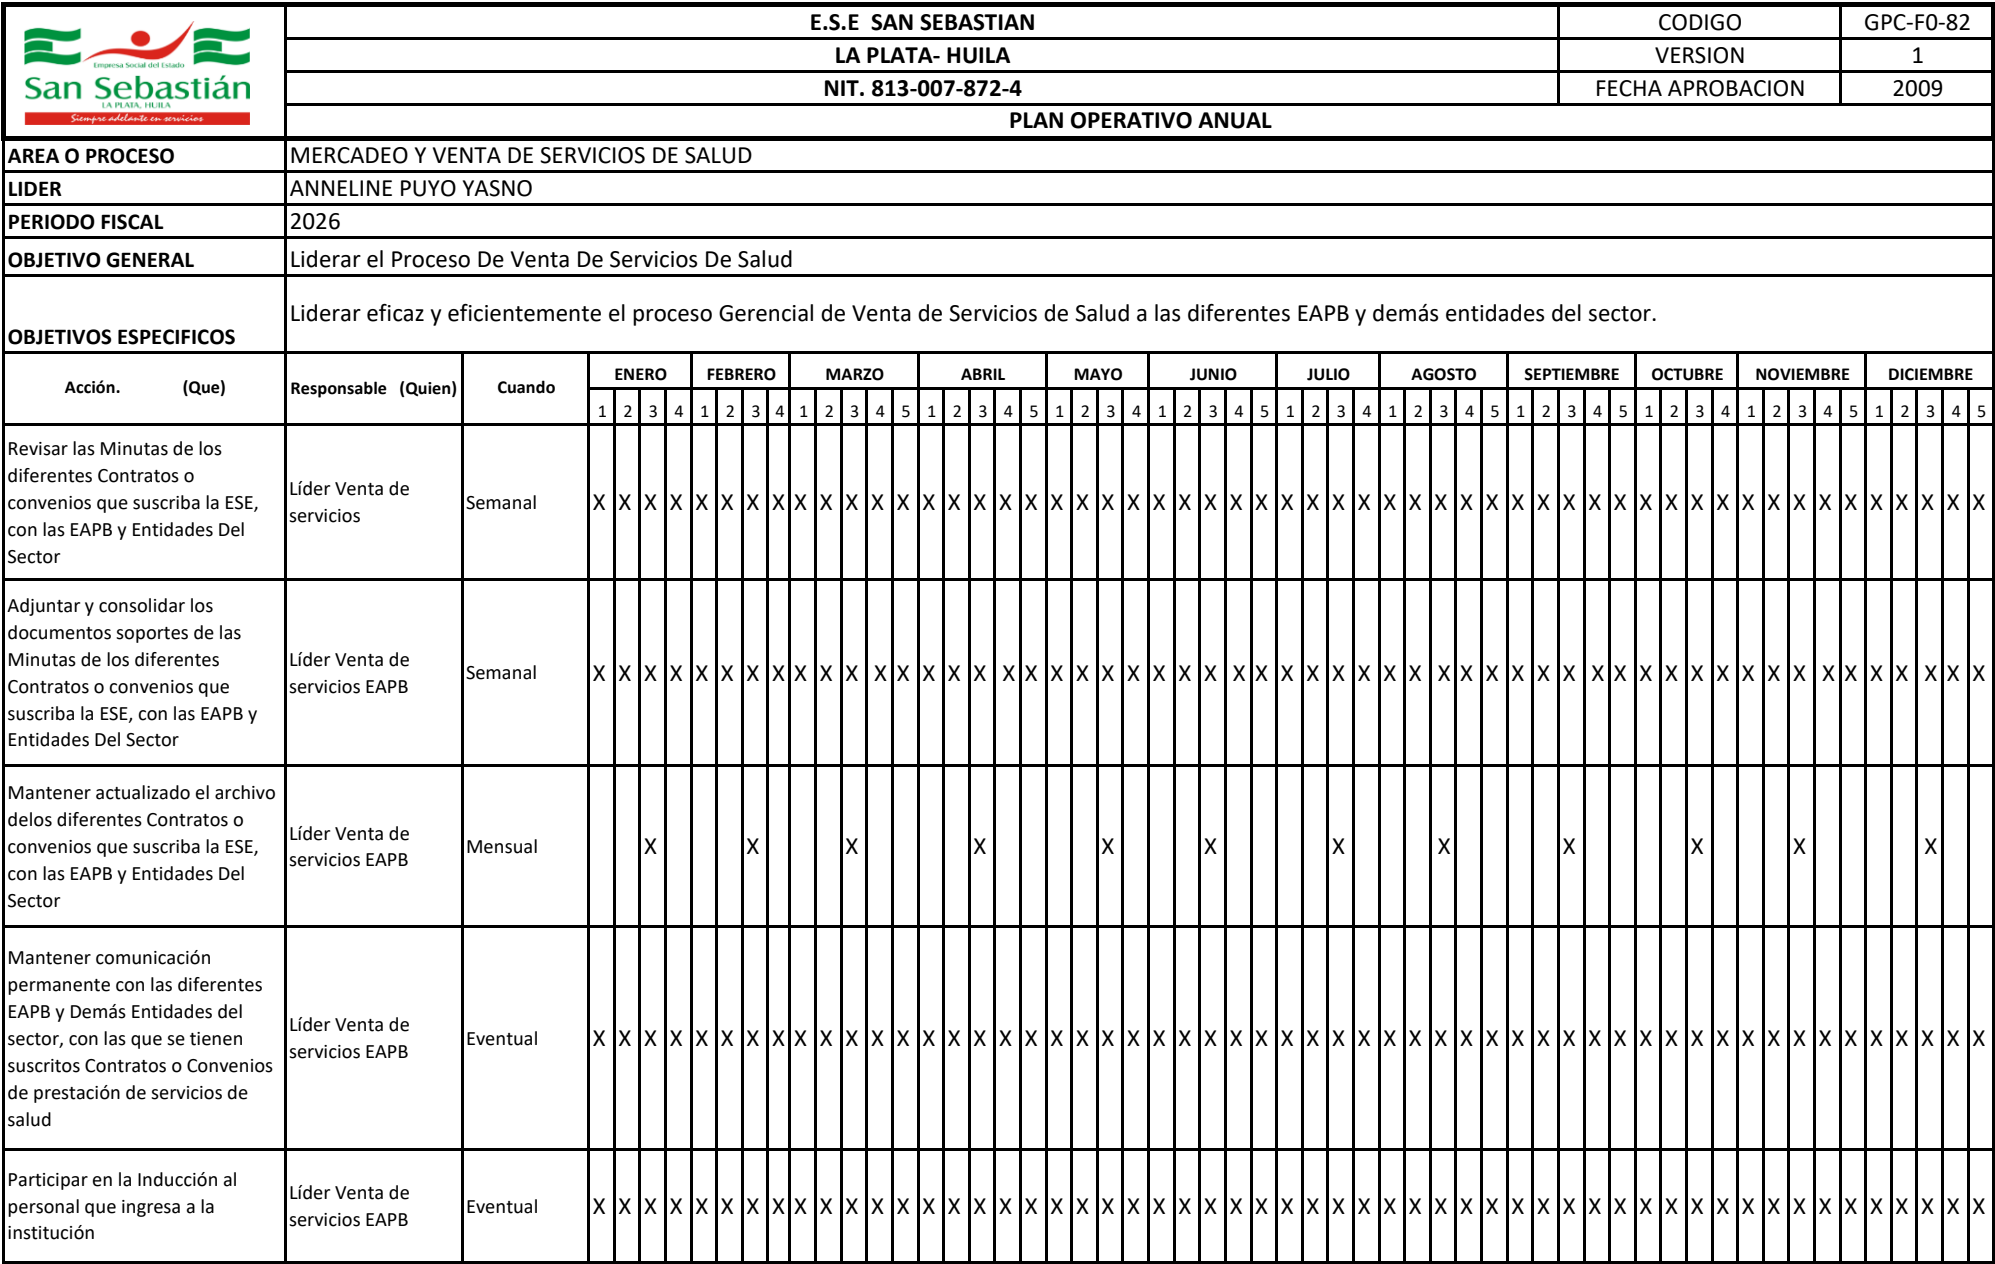 Empresa Social del Estado
San Sebastián
LA PLATA, HUILA
Siempre adelante en servicios
E.S.E  SAN SEBASTIAN
CODIGO
GPC-F0-82
LA PLATA- HUILA
VERSION
1
NIT. 813-007-872-4
FECHA APROBACION
2009
PLAN OPERATIVO ANUAL
AREA O PROCESO
MERCADEO Y VENTA DE SERVICIOS DE SALUD
LIDER
ANNELINE PUYO YASNO
PERIODO FISCAL
2026
OBJETIVO GENERAL
Liderar el Proceso De Venta De Servicios De Salud
OBJETIVOS ESPECIFICOS
Liderar eficaz y eficientemente el proceso Gerencial de Venta de Servicios de Salud a las diferentes EAPB y demás entidades del sector.
Acción. (Que)
Responsable (Quien)
Cuando
ENERO FEBRERO MARZO ABRIL MAYO JUNIO JULIO AGOSTO SEPTIEMBRE OCTUBRE NOVIEMBRE DICIEMBRE
1 2 3 4 1 2 3 4 1 2 3 4 5 1 2 3 4 5 1 2 3 4 1 2 3 4 5 1 2 3 4 1 2 3 4 5 1 2 3 4 5 1 2 3 4 1 2 3 4 5 1 2 3 4 5
Revisar las Minutas de los
diferentes Contratos o
convenios que suscriba la ESE,
con las EAPB y Entidades Del
Sector
Líder Venta de
servicios
Semanal
X X X X X X X X X X X X X X X X X X X X X X X X X X X X X X X X X X X X X X X X X X X X X X X X X X X X X X X
Adjuntar y consolidar los
documentos soportes de las
Minutas de los diferentes
Contratos o convenios que
suscriba la ESE, con las EAPB y
Entidades Del Sector
Líder Venta de
servicios EAPB
Semanal
X X X X X X X X X X X X X X X X X X X X X X X X X X X X X X X X X X X X X X X X X X X X X X X X X X X X X X X
Mantener actualizado el archivo
delos diferentes Contratos o
convenios que suscriba la ESE,
con las EAPB y Entidades Del
Sector
Líder Venta de
servicios EAPB
Mensual
X X X X X X X X X X X X
Mantener comunicación
permanente con las diferentes
EAPB y Demás Entidades del
sector, con las que se tienen
suscritos Contratos o Convenios
de prestación de servicios de
salud
Líder Venta de
servicios EAPB
Eventual
X X X X X X X X X X X X X X X X X X X X X X X X X X X X X X X X X X X X X X X X X X X X X X X X X X X X X X X
Participar en la Inducción al
personal que ingresa a la
institución
Líder Venta de
servicios EAPB
Eventual
X X X X X X X X X X X X X X X X X X X X X X X X X X X X X X X X X X X X X X X X X X X X X X X X X X X X X X X